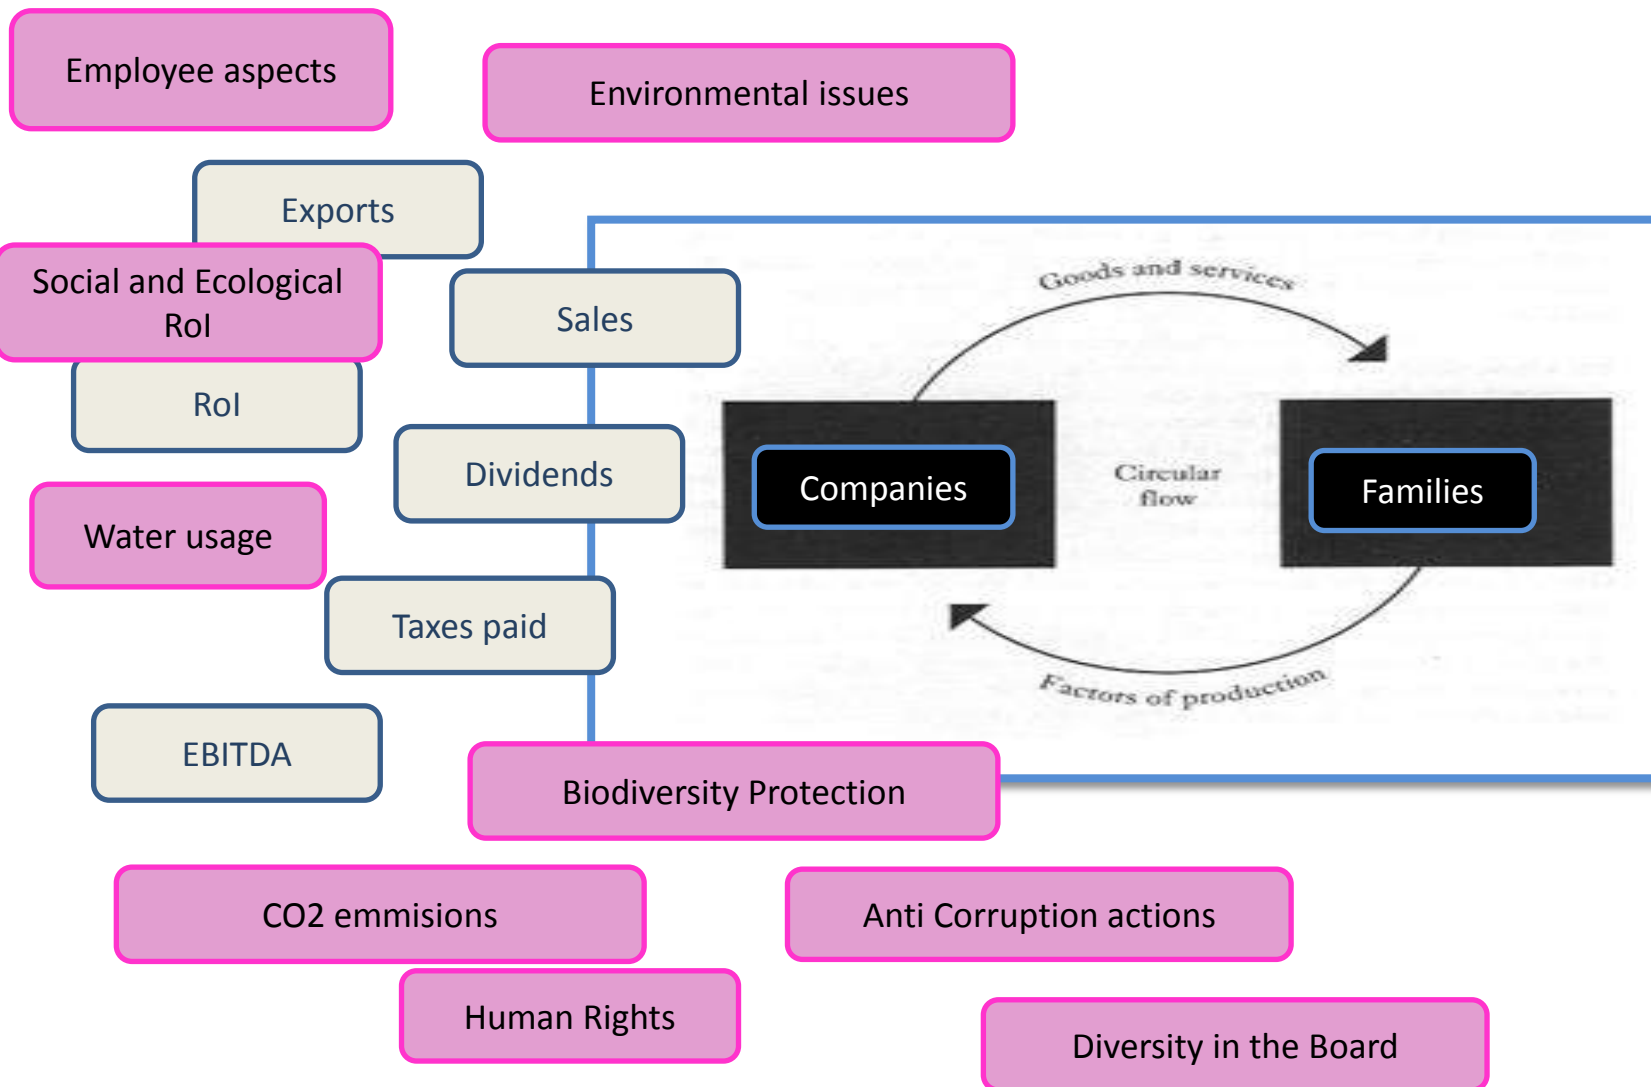 Employee aspects
Environmental issues
Exports
Social and Ecological
RoI
Sales
RoI
Dividends
Water usage
Taxes paid
EBITDA
Goods and services
Companies
Circular
flow
Families
Factors of production
Biodiversity Protection
CO2 emmisions
Anti Corruption actions
Human Rights
Diversity in the Board